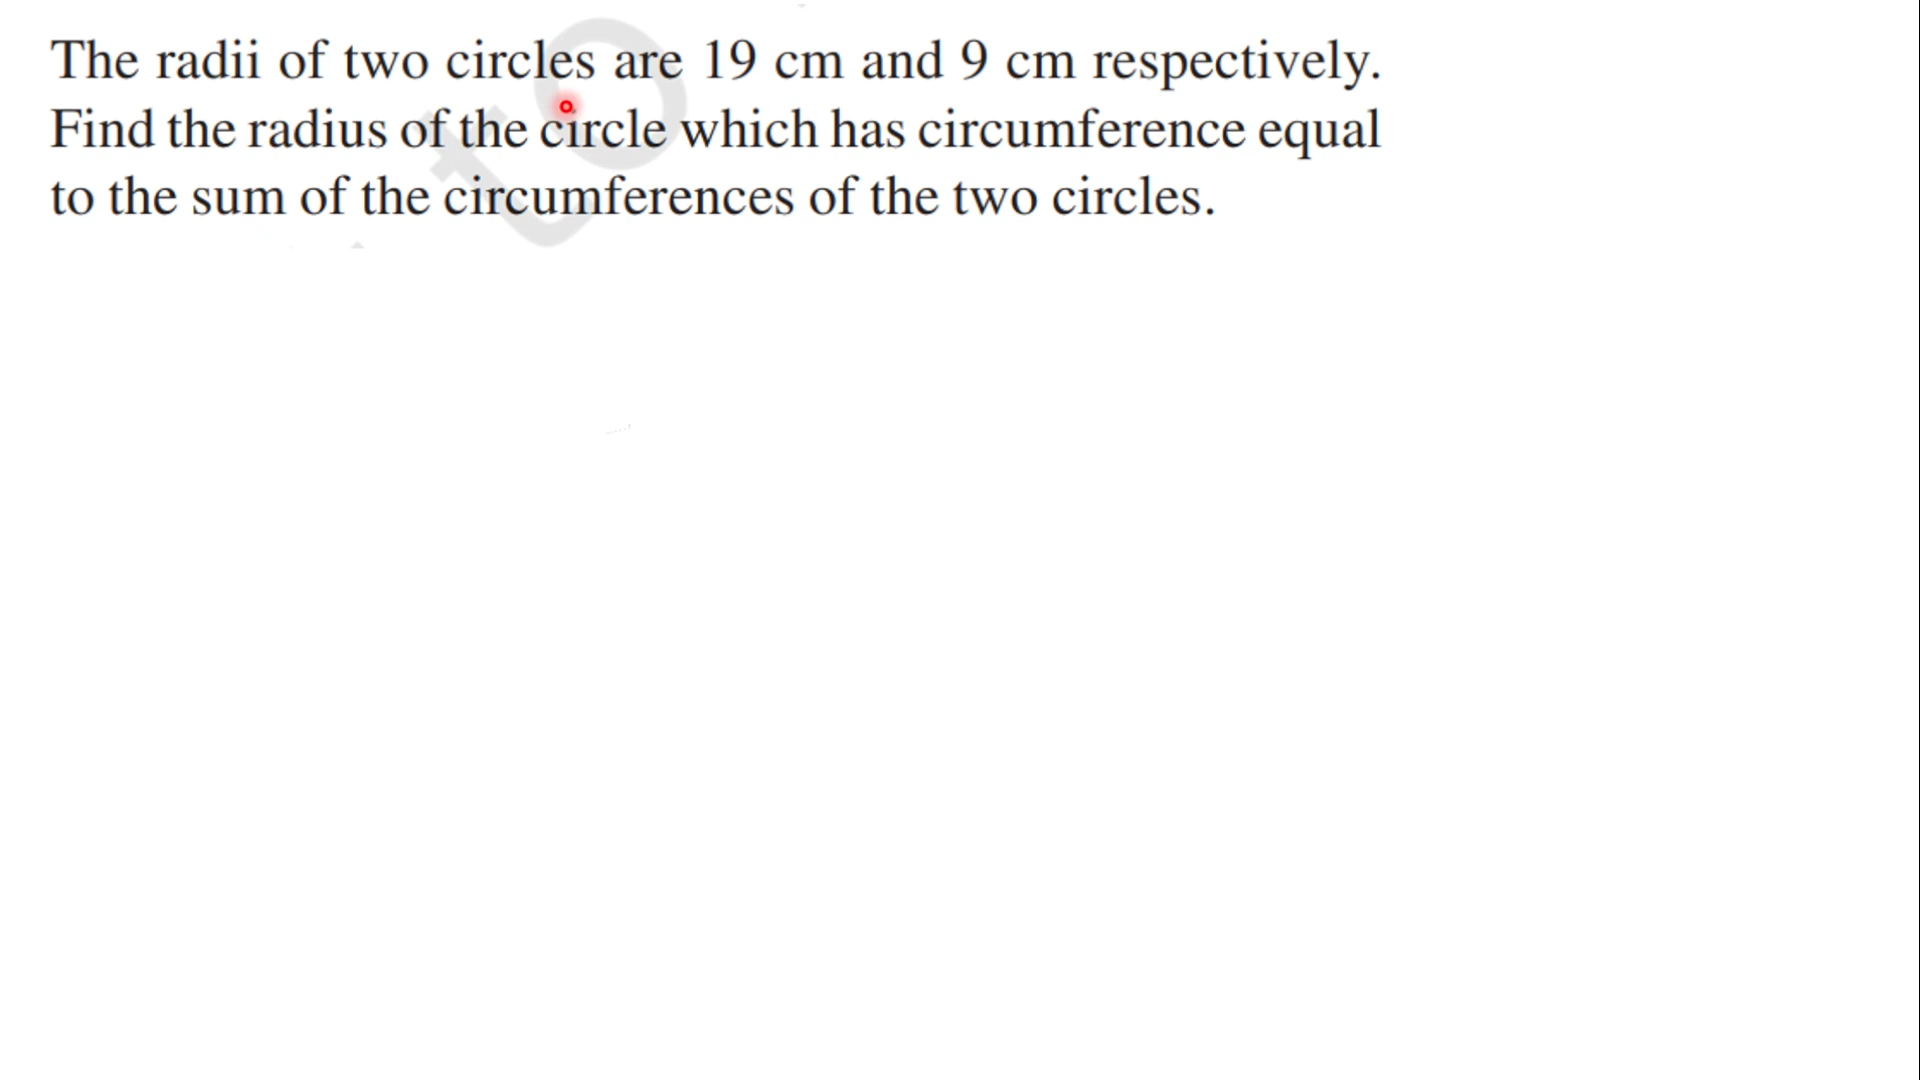 The radii of two circles are 19 cm and 9 cm respectively.
Find the radius of the circle which has circumference equal
to the sum of the circumferences of the two circles.
to